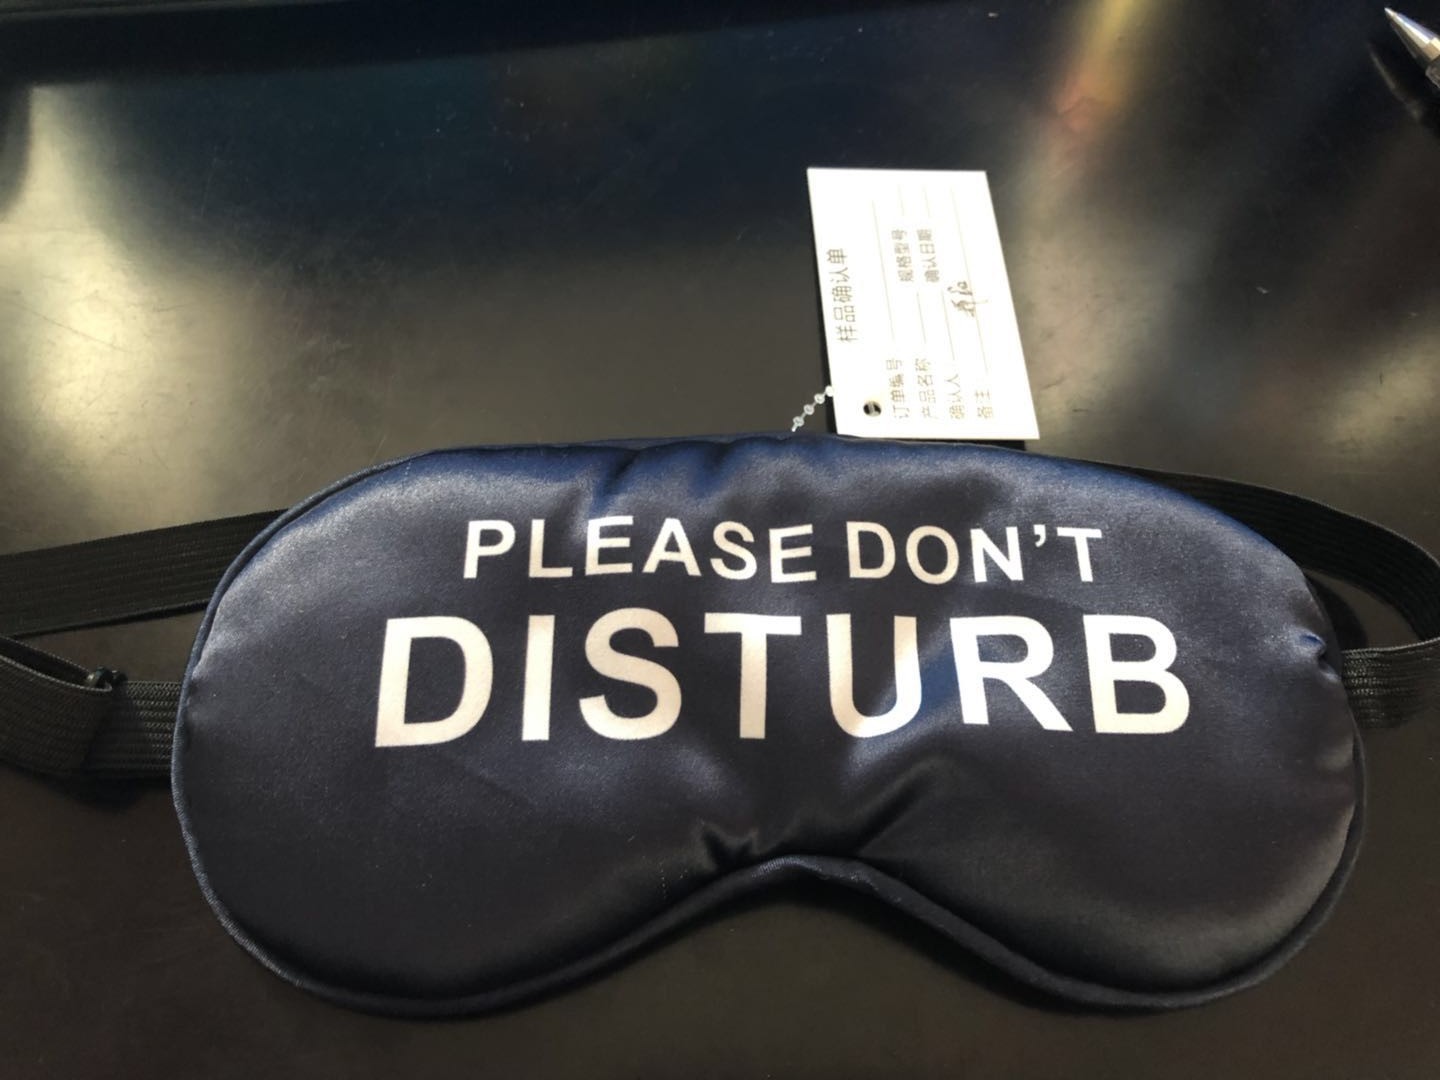 PLEASE DON'T
DISTURB
样品确认单
订单编号 规格型号
产品名称 确认日期
确认人
备注